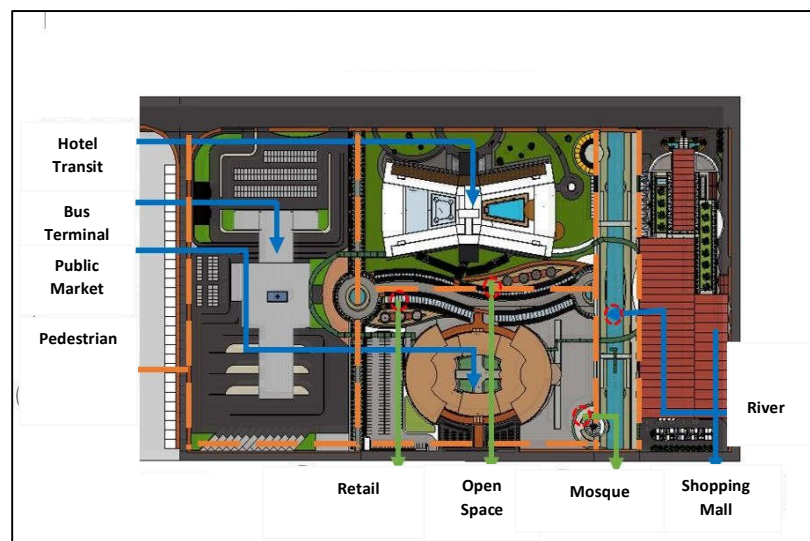 Hotel
Transit
Bus
Terminal
Public
Market
Pedestrian
River
Retail
Open
Space
Mosque
Shopping
Mall